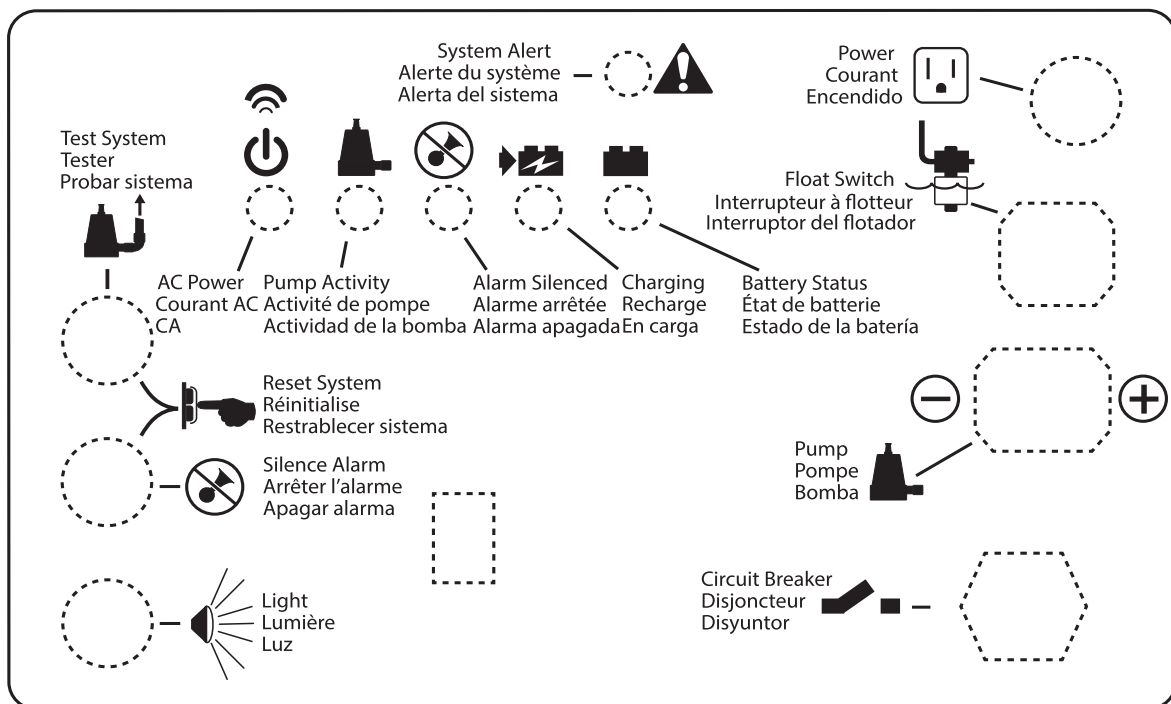 System Alert
Alerte du système
Alerta del sistema
Power
Courant
Encendido
Test System
Tester
Probar sistema
Float Switch
Interrupteur à flotteur
Interruptor del flotador
AC Power
Courant AC
CA
Pump Activity
Activité de pompe
Actividad de la bomba
Alarm Silenced
Alarme arrêtée
Alarma apagada
Charging
Recharge
En carga
Battery Status
État de batterie
Estado de la batería
Reset System
Réinitialise
Restrablecer sistema
Silence Alarm
Arrêter l'alarme
Apagar alarma
Pump
Pompe
Bomba
Circuit Breaker
Disjoncteur
Disyuntor
Light
Lumière
Luz